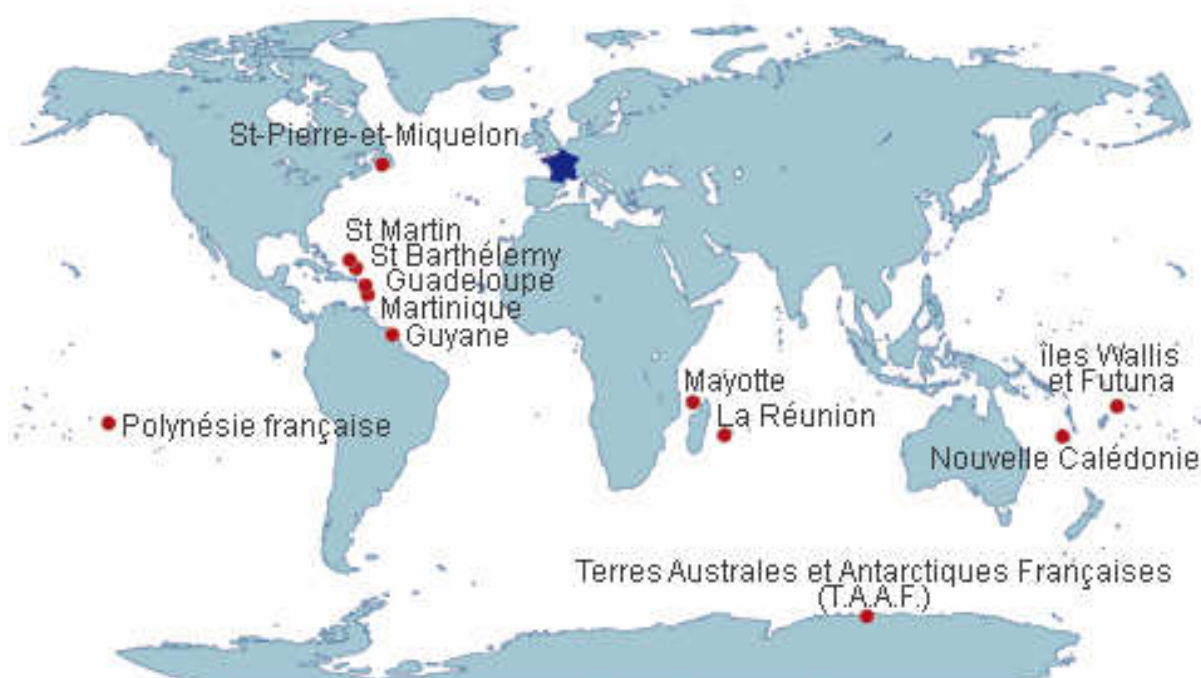 St-Pierre-et-Miquelon
St Martin
St Barthélemy
Guadeloupe
Martinique
Guyane
îles Wallis
et Futuna
Mayotte
La Réunion
Polynésie française
Nouvelle Calédonie
Terres Australes et Antarctiques Françaises
(T.A.A.F.)